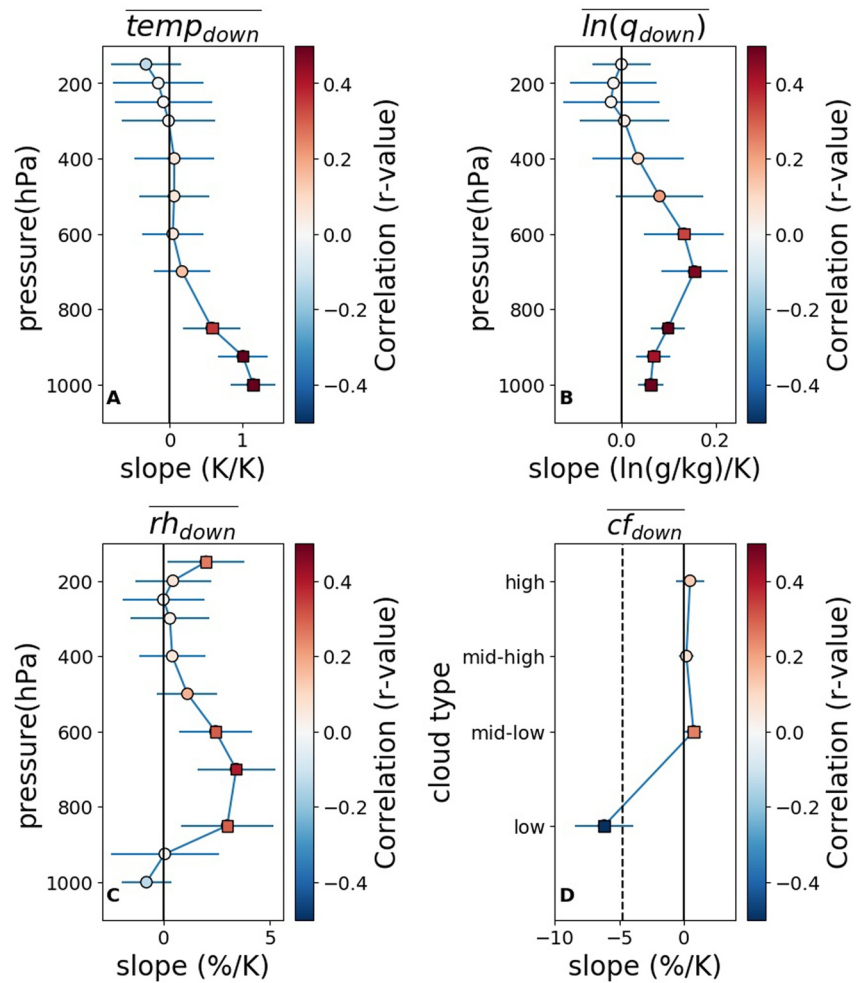 temp_down
ln(q_down)
200
400
600
800
1000
pressure(hPa)
A
0
1
slope (K/K)
0.4
0.2
0.0
−0.2
−0.4
Correlation (r-value)
200
400
600
800
1000
pressure(hPa)
B
0.0
0.2
slope (ln(g/kg)/K)
0.4
0.2
0.0
−0.2
−0.4
Correlation (r-value)
rh_down
cf_down
200
400
600
800
1000
pressure(hPa)
C
0
5
slope (%/K)
0.4
0.2
0.0
−0.2
−0.4
Correlation (r-value)
high
mid-high
mid-low
low
cloud type
D
−10
−5
0
slope (%/K)
0.4
0.2
0.0
−0.2
−0.4
Correlation (r-value)